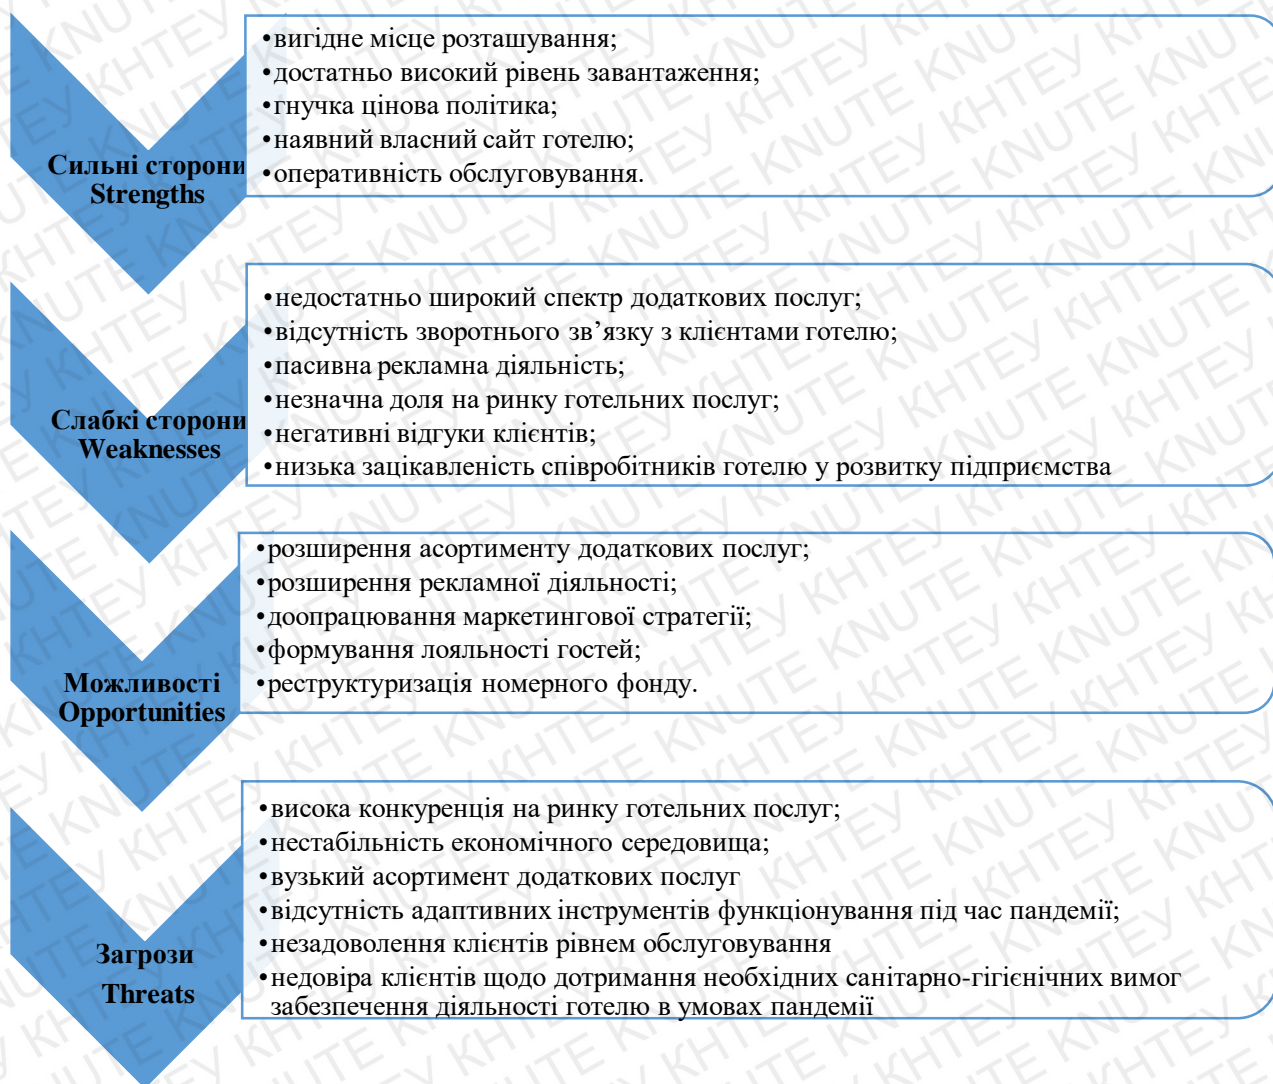 •вигідне місце розташування;
•достатньо високий рівень завантаження;
•гнучка цінова політика;
•наявний власний сайт готелю;
•оперативність обслуговування.
Сильні сторони
Strengths
•недостатньо широкий спектр додаткових послуг;
•відсутність зворотнього зв’язку з клієнтами готелю;
•пасивна рекламна діяльність;
•незначна доля на ринку готельних послуг;
•негативні відгуки клієнтів;
•низька зацікавленість співробітників готелю у розвитку підприємства
Слабкі сторони
Weaknesses
•розширення асортименту додаткових послуг;
•розширення рекламної діяльності;
•доопрацювання маркетингової стратегії;
•формування лояльності гостей;
•реструктуризація номерного фонду.
Можливості
Opportunities
•висока конкуренція на ринку готельних послуг;
•нестабільність економічного середовища;
•вузький асортимент додаткових послуг
•відсутність адаптивних інструментів функціонування під час пандемії;
•незадоволення клієнтів рівнем обслуговування
•недовіра клієнтів щодо дотримання необхідних санітарно-гігієнічних вимог
забезпечення діяльності готелю в умовах пандемії
Загрози
Threats